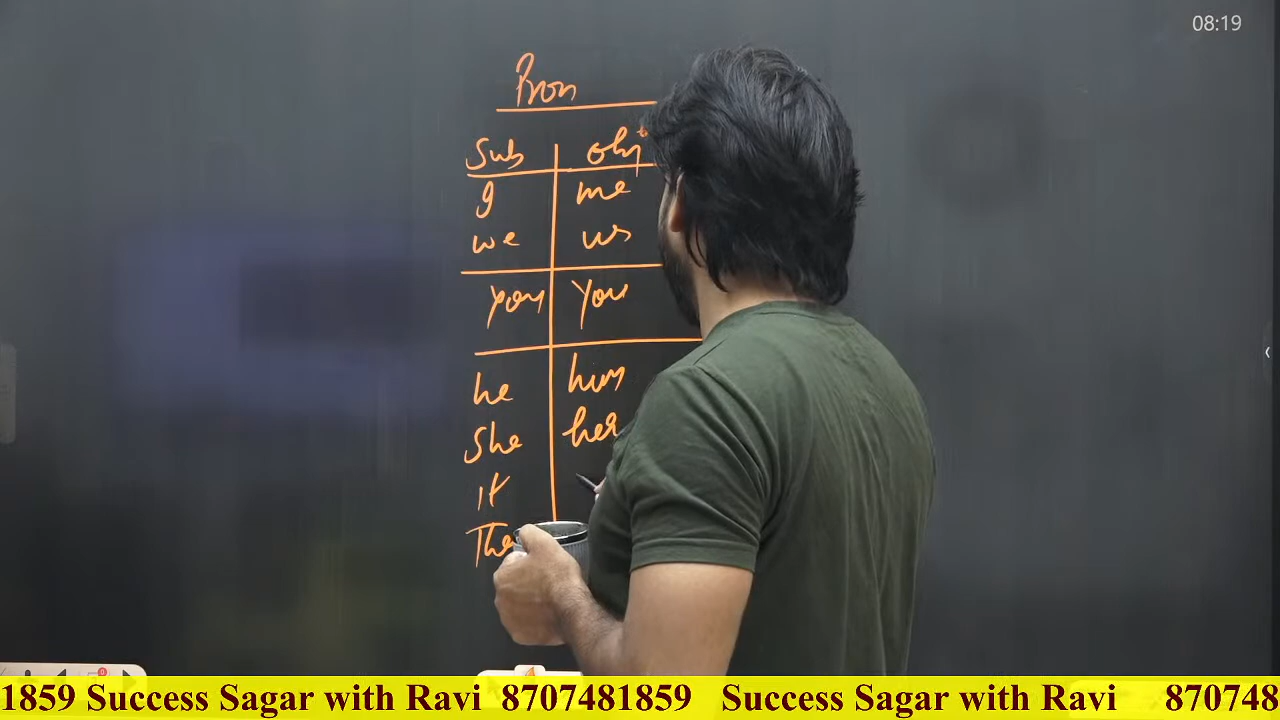 08:19
Pron
Sub obj
I me
we us
you you
he him
She her
It
The
1859 Success Sagar with Ravi 8707481859 Success Sagar with Ravi 870748